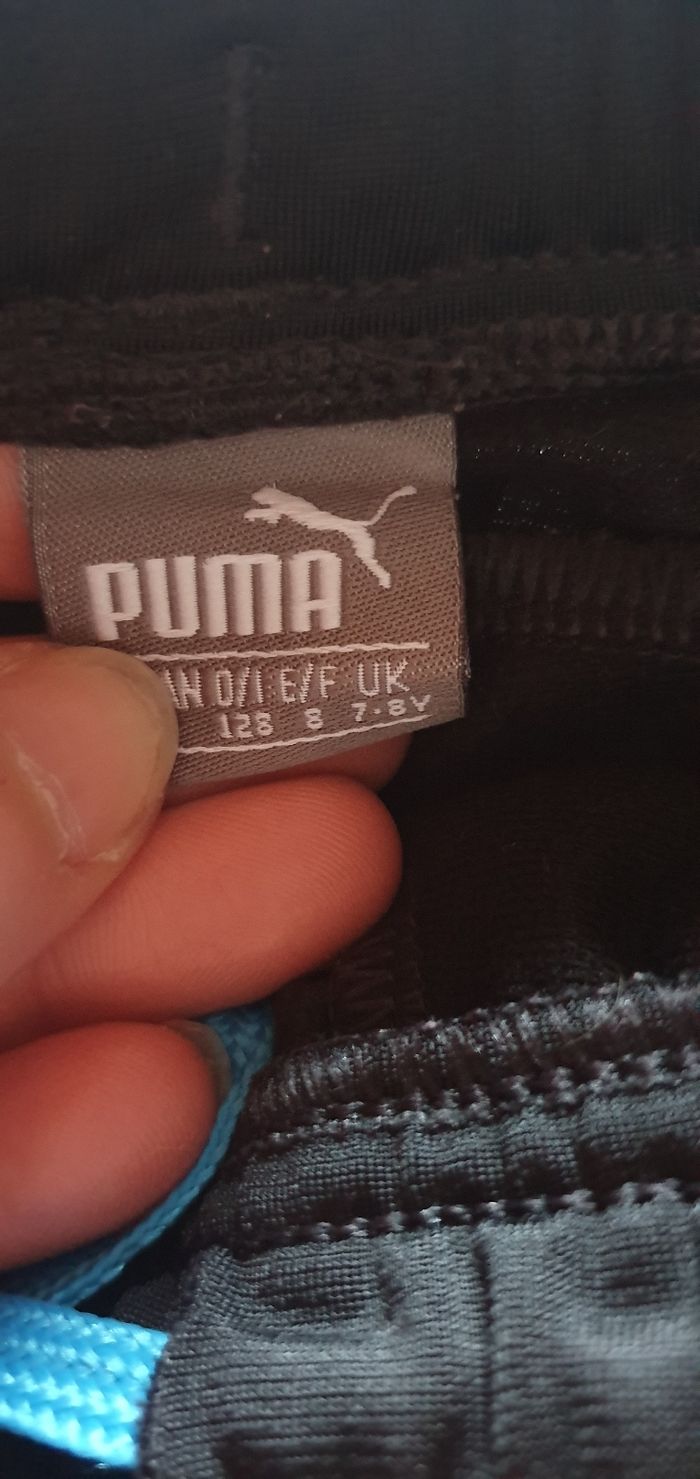 PUMA
D/I E/F UK
128 8 7-8Y